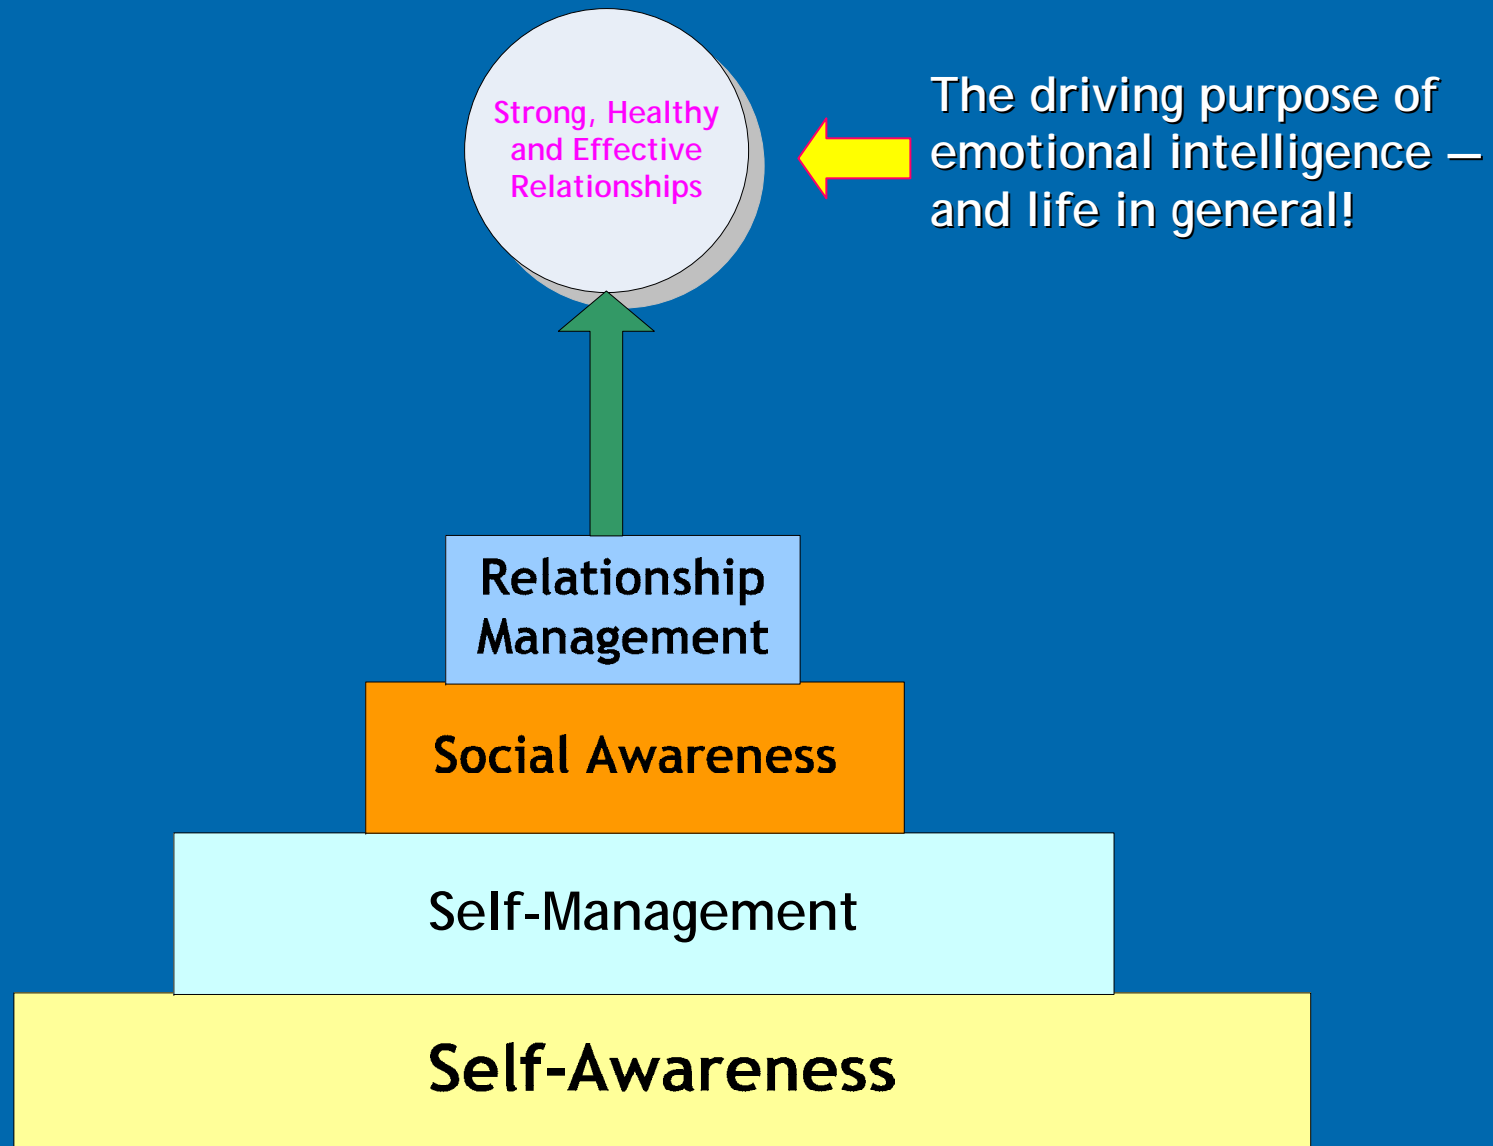 Strong, Healthy
and Effective
Relationships
The driving purpose of
emotional intelligence —
and life in general!
Relationship
Management
Social Awareness
Self-Management
Self-Awareness